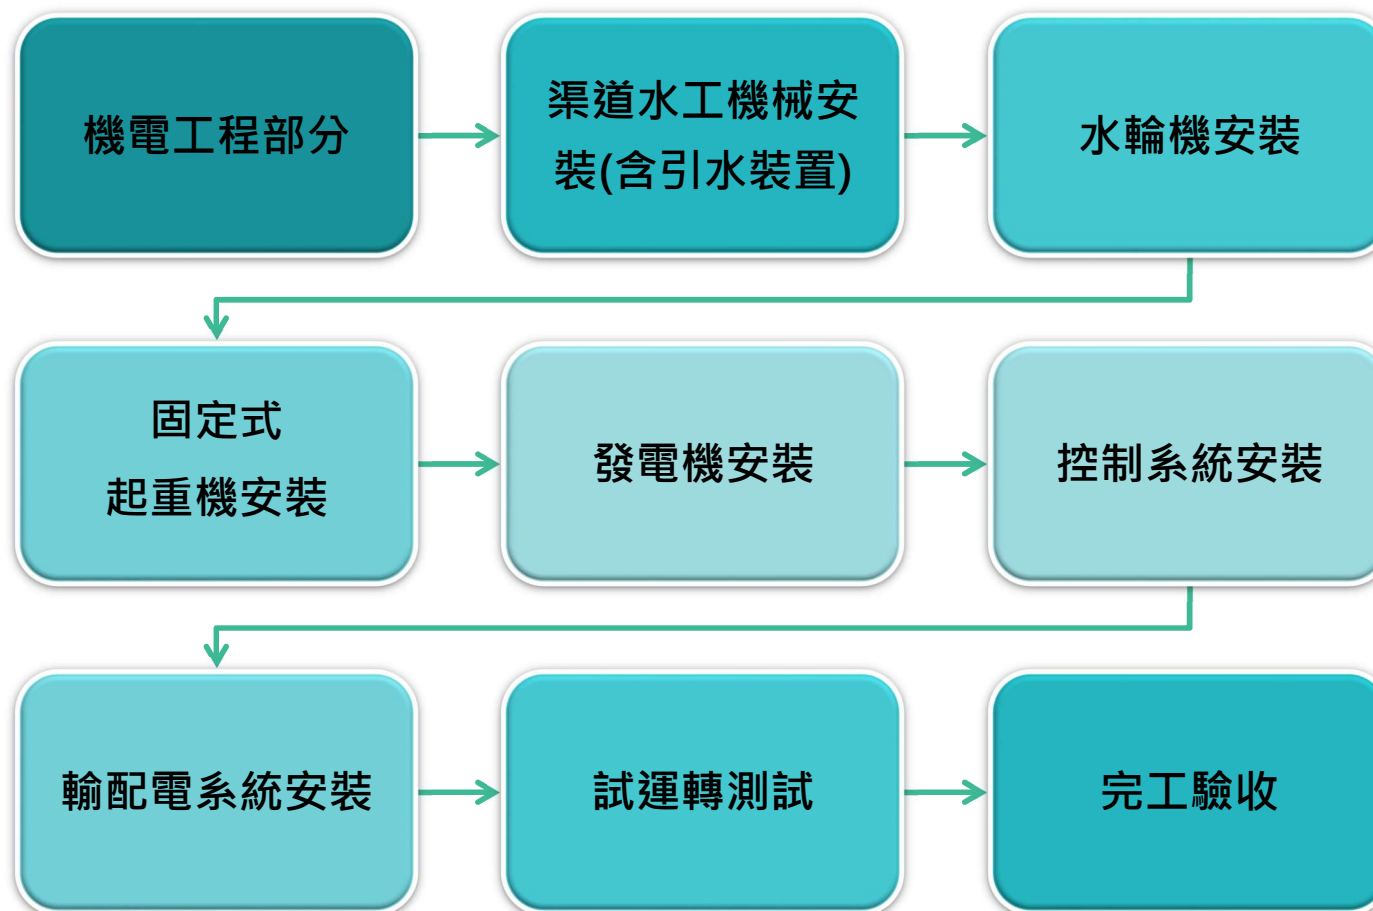 機電工程部分
渠道水工機械安
裝(含引水裝置)
水輪機安裝
固定式
起重機安裝
發電機安裝
控制系統安裝
輸配電系統安裝
試運轉測試
完工驗收